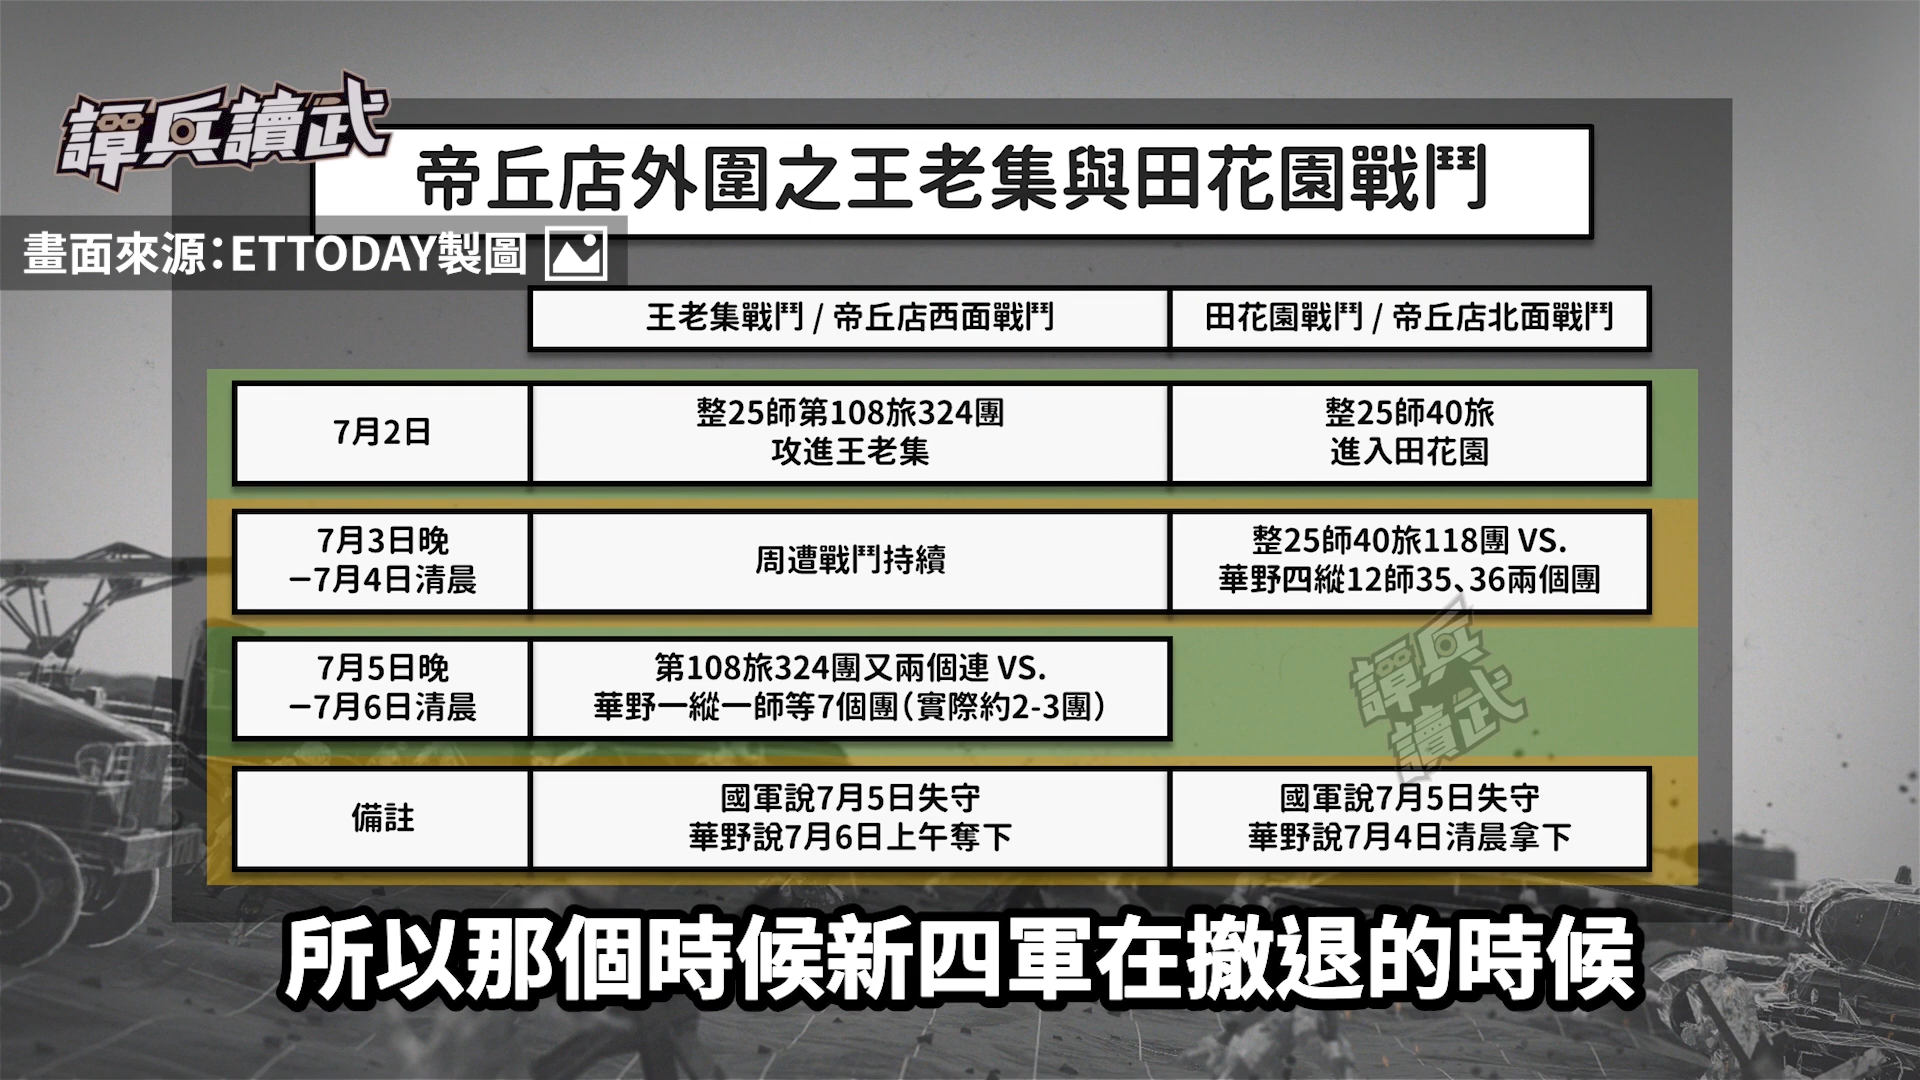 譚兵讀武
帝丘店外圍之王老集與田花園戰鬥
畫面來源：ETTODAY製圖
王老集戰鬥 / 帝丘店西面戰鬥
田花園戰鬥 / 帝丘店北面戰鬥
7月2日
整25師第108旅324團
攻進王老集
整25師40旅
進入田花園
7月3日晚
–7月4日清晨
周遭戰鬥持續
整25師40旅118團 VS.
華野四縱12師35、36兩個團
7月5日晚
–7月6日清晨
第108旅324團又兩個連 VS.
華野一縱一師等7個團（實際約2-3團）
譚兵
讀武
備註
國軍說7月5日失守
華野說7月6日上午奪下
國軍說7月5日失守
華野說7月4日清晨拿下
所以那個時候新四軍在撤退的時候